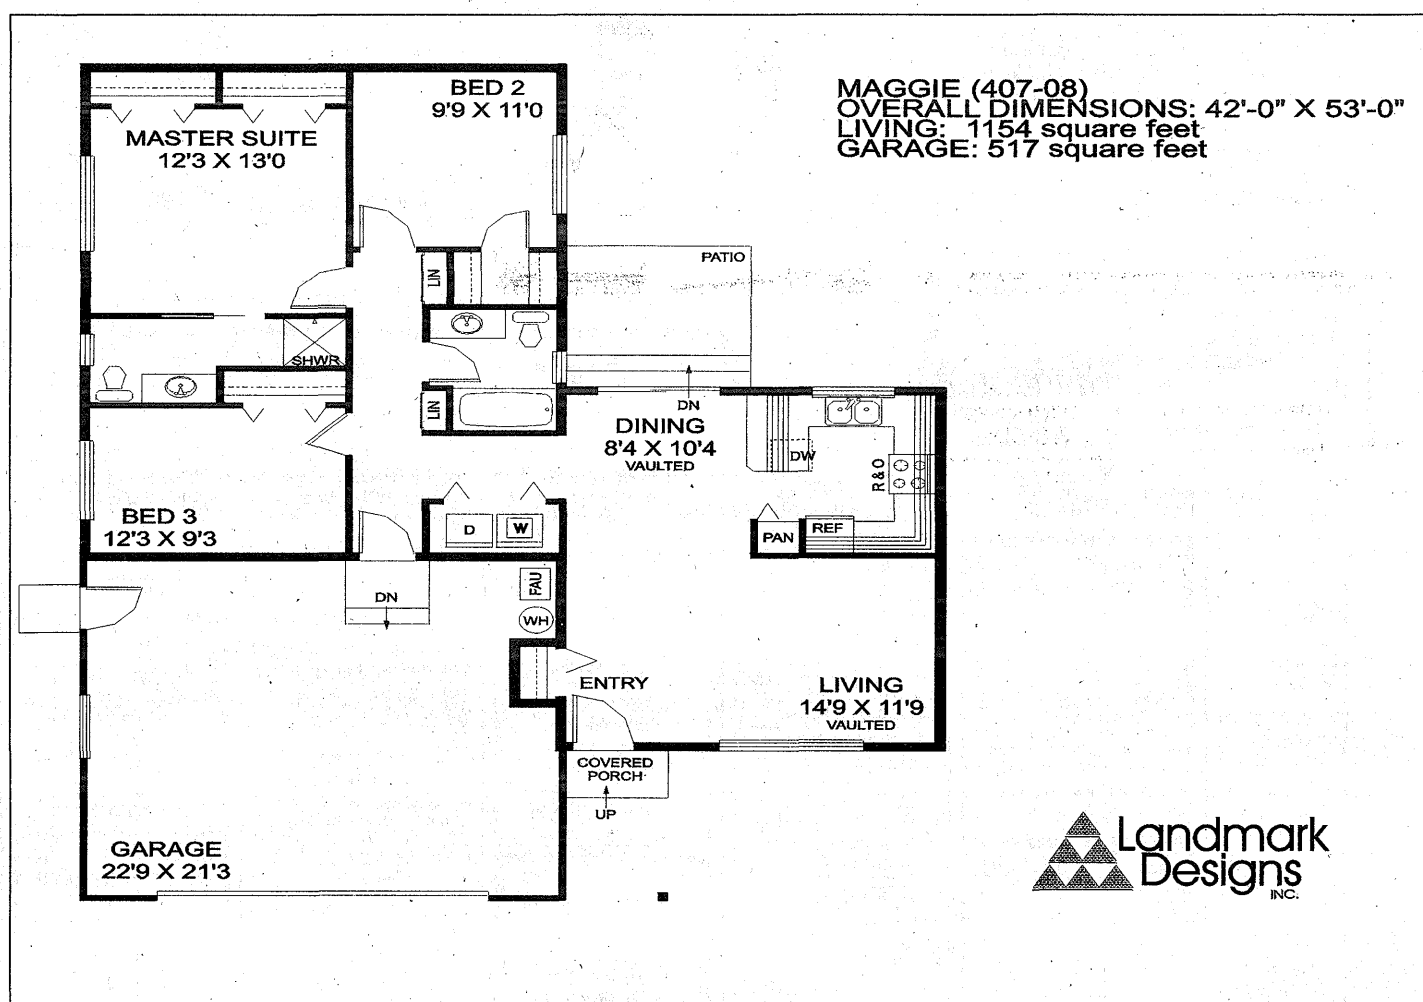 MAGGIE (407-08)
OVERALL DIMENSIONS: 42'-0" X 53'-0"
LIVING: 1154 square feet
GARAGE: 517 square feet
BED 2
9'9 X 11'0
MASTER SUITE
12'3 X 13'0
PATIO
LIN
SHWR
LIN
DN
DINING
8'4 X 10'4
VAULTED
DW
R & O
BED 3
12'3 X 9'3
D
W
PAN
REF
FAU
DN
WH
ENTRY
LIVING
14'9 X 11'9
VAULTED
COVERED
PORCH
UP
GARAGE
22'9 X 21'3
Landmark
Designs
INC.